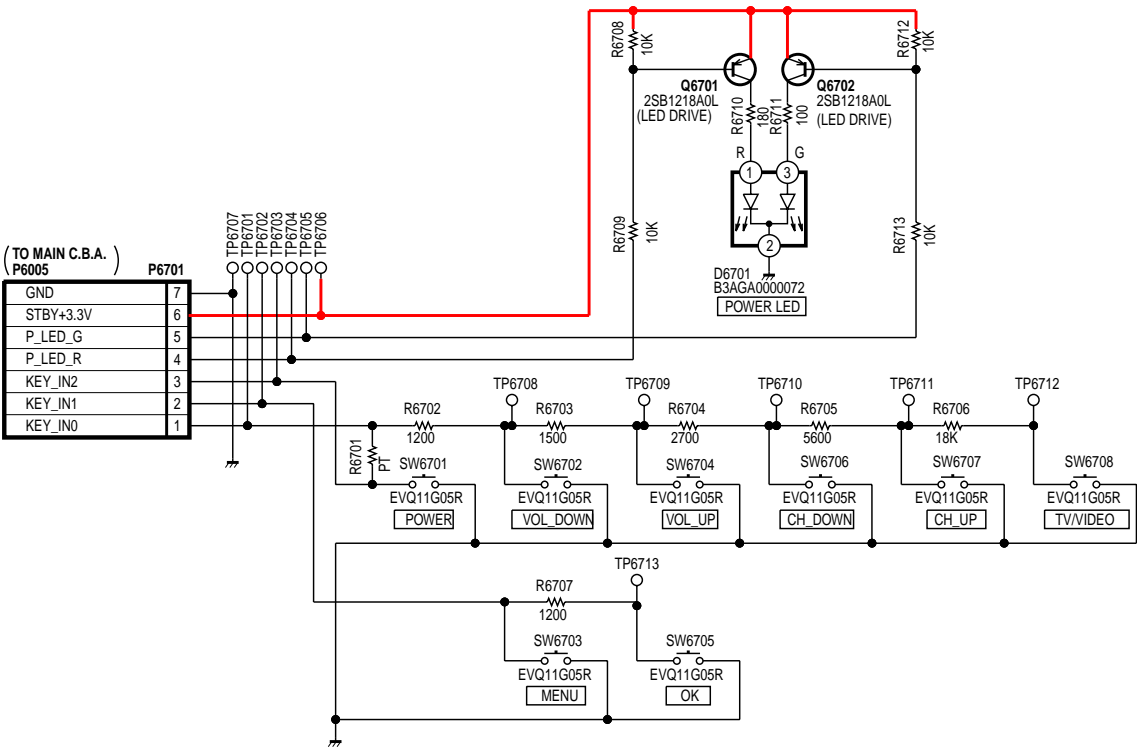 R6708
10K
R6712
10K
Q6701
2SB1218A0L
(LED DRIVE)
Q6702
2SB1218A0L
(LED DRIVE)
R6710
180
R6711
100
R
G
1
3
2
R6709
10K
R6713
10K
D6701
B3AGA0000072
POWER LED
TP6707
TP6701
TP6702
TP6703
TP6704
TP6705
TP6706
(TO MAIN C.B.A.)
P6005
P6701
GND 7
STBY+3.3V 6
P_LED_G 5
P_LED_R 4
KEY_IN2 3
KEY_IN1 2
KEY_IN0 1
TP6708
TP6709
TP6710
TP6711
TP6712
R6702
1200
R6703
1500
R6704
2700
R6705
5600
R6706
18K
R6701
PT
SW6701
EVQ11G05R
POWER
SW6702
EVQ11G05R
VOL_DOWN
SW6704
EVQ11G05R
VOL_UP
SW6706
EVQ11G05R
CH_DOWN
SW6707
EVQ11G05R
CH_UP
SW6708
EVQ11G05R
TV/VIDEO
TP6713
R6707
1200
SW6703
EVQ11G05R
MENU
SW6705
EVQ11G05R
OK